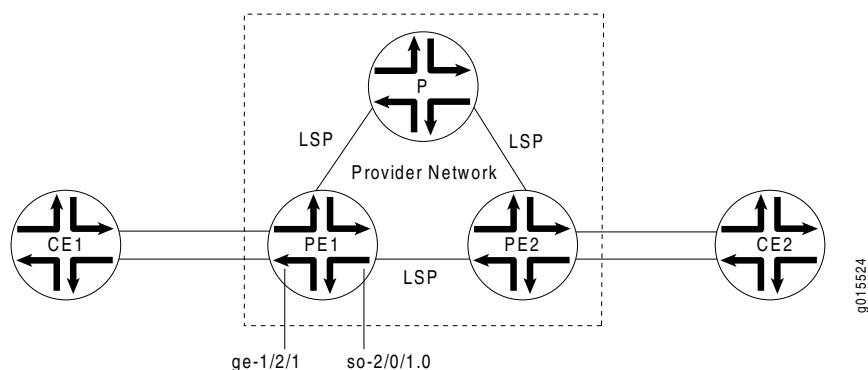 P
LSP
LSP
Provider Network
CE1
PE1
PE2
CE2
LSP
ge-1/2/1
so-2/0/1.0
g015524